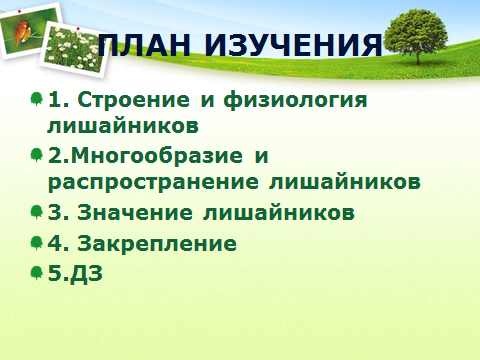 ПЛАН ИЗУЧЕНИЯ
1. Строение и физиология
лишайников
2.Многообразие и
распространение лишайников
3. Значение лишайников
4. Закрепление
5.ДЗ